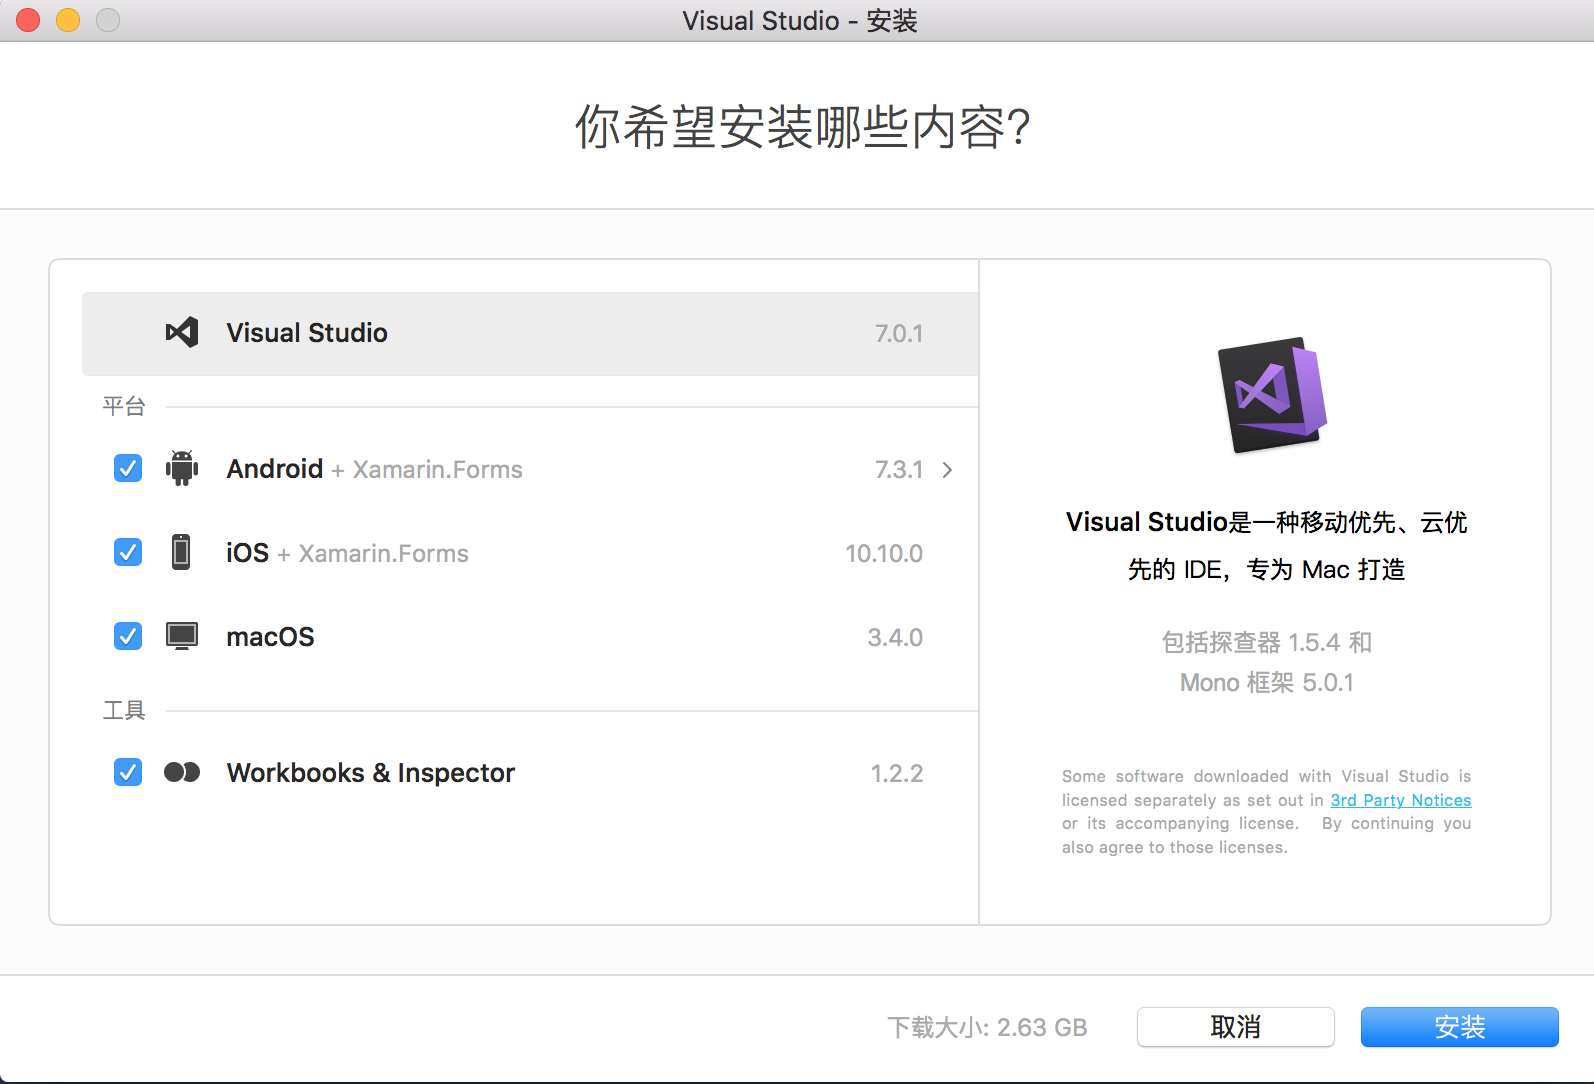 Visual Studio - 安装
你希望安装哪些内容?
Visual Studio 7.0.1
平台
Android + Xamarin.Forms 7.3.1
iOS + Xamarin.Forms 10.10.0
macOS 3.4.0
工具
Workbooks & Inspector 1.2.2
Visual Studio是一种移动优先、云优
先的 IDE，专为 Mac 打造
包括探查器 1.5.4 和
Mono 框架 5.0.1
Some software downloaded with Visual Studio is
licensed separately as set out in 3rd Party Notices
or its accompanying license. By continuing you
also agree to those licenses.
下载大小: 2.63 GB
取消
安装